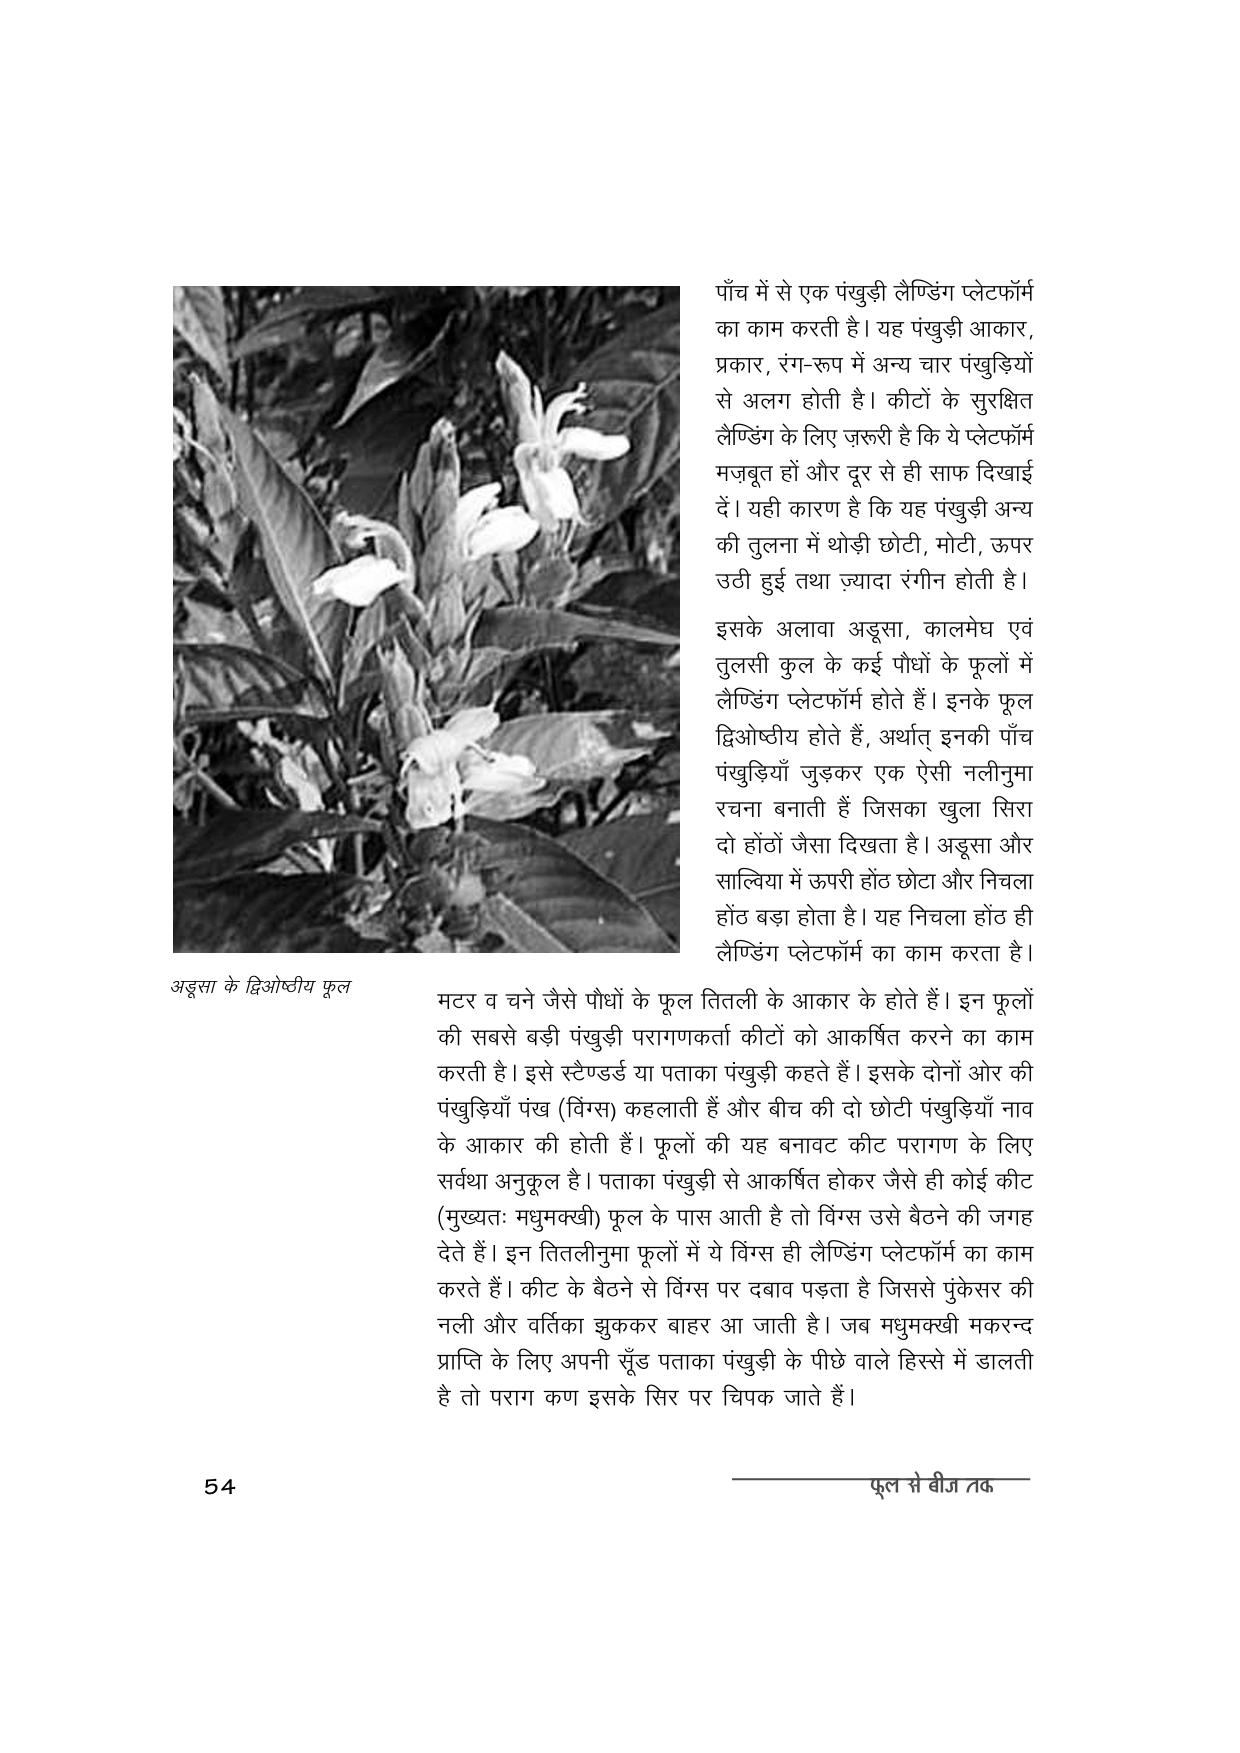 पाँच में से एक पंखुड़ी लैण्डिंग प्लेटफॉर्म
का काम करती है। यह पंखुड़ी आकार,
प्रकार, रंग-रूप में अन्य चार पंखुड़ियों
से अलग होती है। कीटों के सुरक्षित
लैण्डिंग के लिए ज़रूरी है कि ये प्लेटफॉर्म
मज़बूत हों और दूर से ही साफ दिखाई
दें। यही कारण है कि यह पंखुड़ी अन्य
की तुलना में थोड़ी छोटी, मोटी, ऊपर
उठी हुई तथा ज़्यादा रंगीन होती है।
इसके अलावा अडूसा, कालमेघ एवं
तुलसी कुल के कई पौधों के फूलों में
लैण्डिंग प्लेटफॉर्म होते हैं। इनके फूल
द्विओष्ठीय होते हैं, अर्थात् इनकी पाँच
पंखुड़ियाँ जुड़कर एक ऐसी नलीनुमा
रचना बनाती हैं जिसका खुला सिरा
दो होंठों जैसा दिखता है। अडूसा और
साल्विया में ऊपरी होंठ छोटा और निचला
होंठ बड़ा होता है। यह निचला होंठ ही
लैण्डिंग प्लेटफॉर्म का काम करता है।
अडूसा के द्विओष्ठीय फूल
मटर व चने जैसे पौधों के फूल तितली के आकार के होते हैं। इन फूलों
की सबसे बड़ी पंखुड़ी परागणकर्ता कीटों को आकर्षित करने का काम
करती है। इसे स्टैण्डर्ड या पताका पंखुड़ी कहते हैं। इसके दोनों ओर की
पंखुड़ियाँ पंख (विंग्स) कहलाती हैं और बीच की दो छोटी पंखुड़ियाँ नाव
के आकार की होती हैं। फूलों की यह बनावट कीट परागण के लिए
सर्वथा अनुकूल है। पताका पंखुड़ी से आकर्षित होकर जैसे ही कोई कीट
(मुख्यतः मधुमक्खी) फूल के पास आती है तो विंग्स उसे बैठने की जगह
देते हैं। इन तितलीनुमा फूलों में ये विंग्स ही लैण्डिंग प्लेटफॉर्म का काम
करते हैं। कीट के बैठने से विंग्स पर दबाव पड़ता है जिससे पुंकेसर की
नली और वर्तिका झुककर बाहर आ जाती है। जब मधुमक्खी मकरन्द
प्राप्ति के लिए अपनी सूँड पताका पंखुड़ी के पीछे वाले हिस्से में डालती
है तो पराग कण इसके सिर पर चिपक जाते हैं।
54
फूल से बीज तक